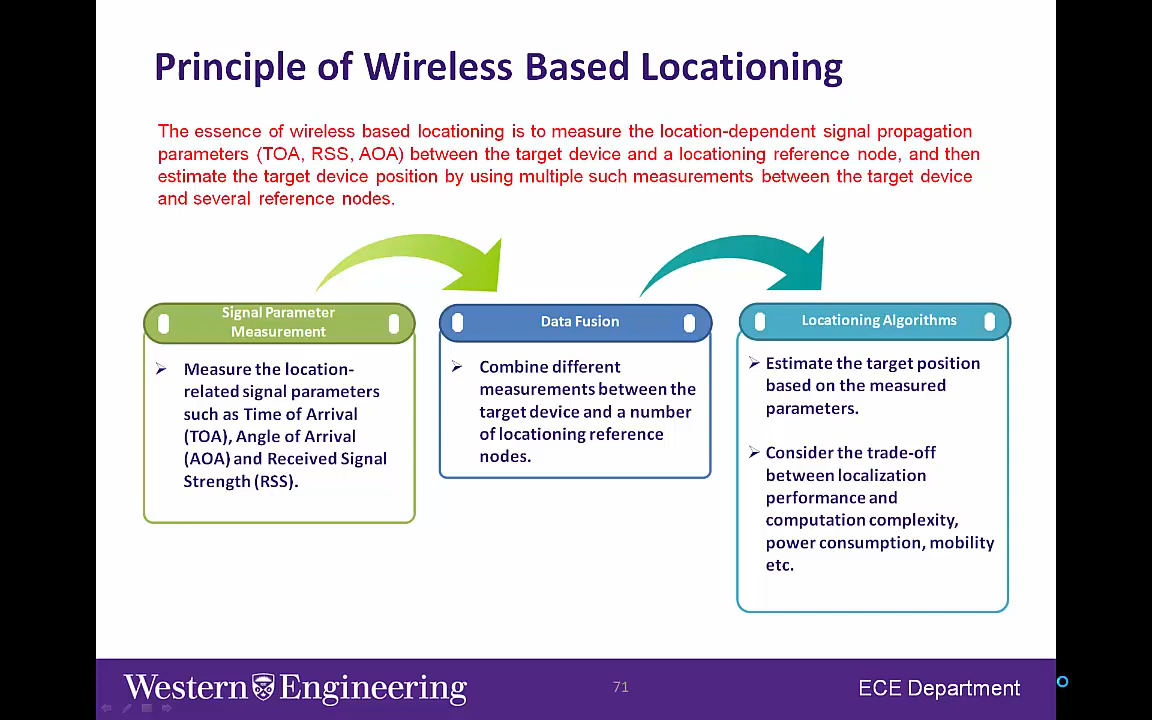 Principle of Wireless Based Locationing
The essence of wireless based locationing is to measure the location-dependent signal propagation
parameters (TOA, RSS, AOA) between the target device and a locationing reference node, and then
estimate the target device position by using multiple such measurements between the target device
and several reference nodes.
Signal Parameter
Measurement
➢ Measure the location-
related signal parameters
such as Time of Arrival
(TOA), Angle of Arrival
(AOA) and Received Signal
Strength (RSS).
Data Fusion
➢ Combine different
measurements between the
target device and a number
of locationing reference
nodes.
Locationing Algorithms
➢ Estimate the target position
based on the measured
parameters.
➢ Consider the trade-off
between localization
performance and
computation complexity,
power consumption, mobility
etc.
Western Engineering
71
ECE Department